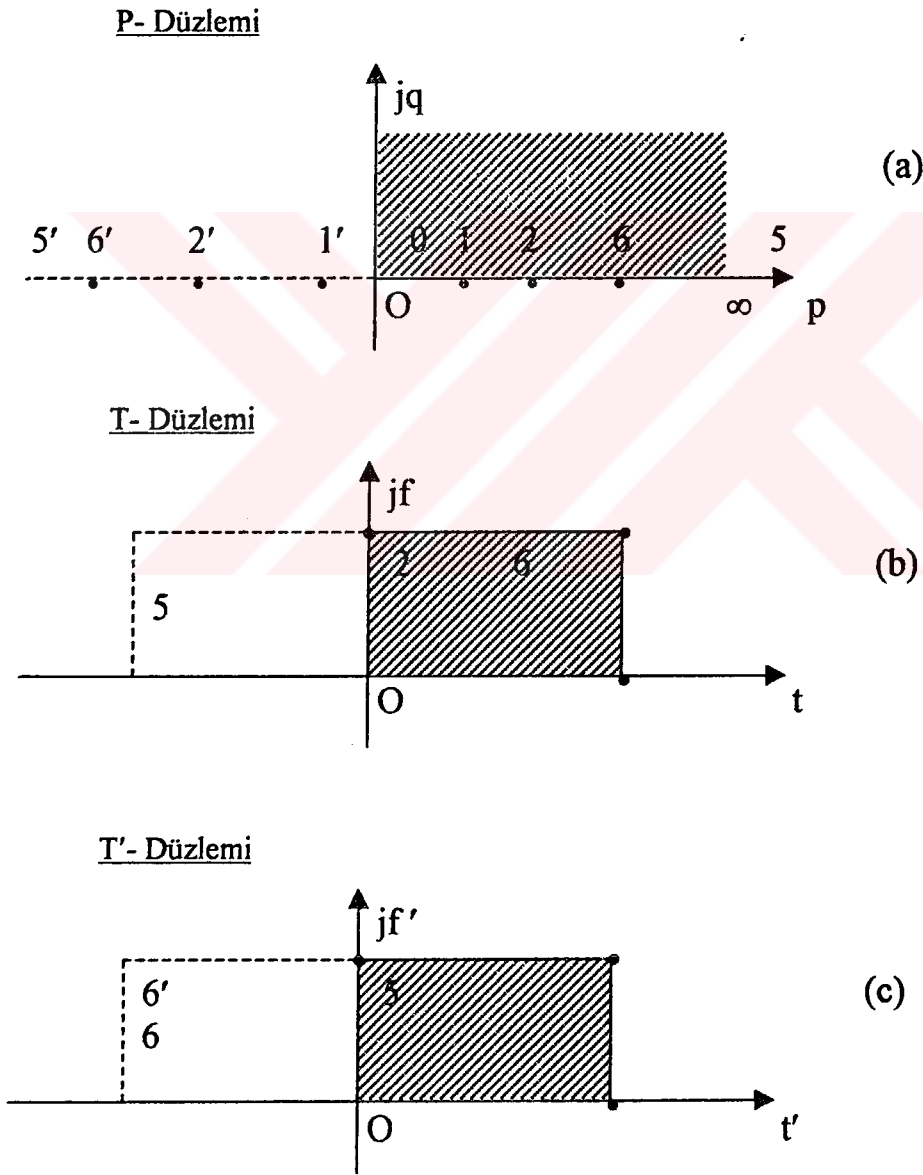 P- Düzlemi
jq
(a)
5′ 6′ 2′ 1′ 0 1 2 6 5
O ∞ p
T- Düzlemi
jf
2 6
(b)
5
O t
T′- Düzlemi
jf ′
6′ 5
(c)
6
O t′